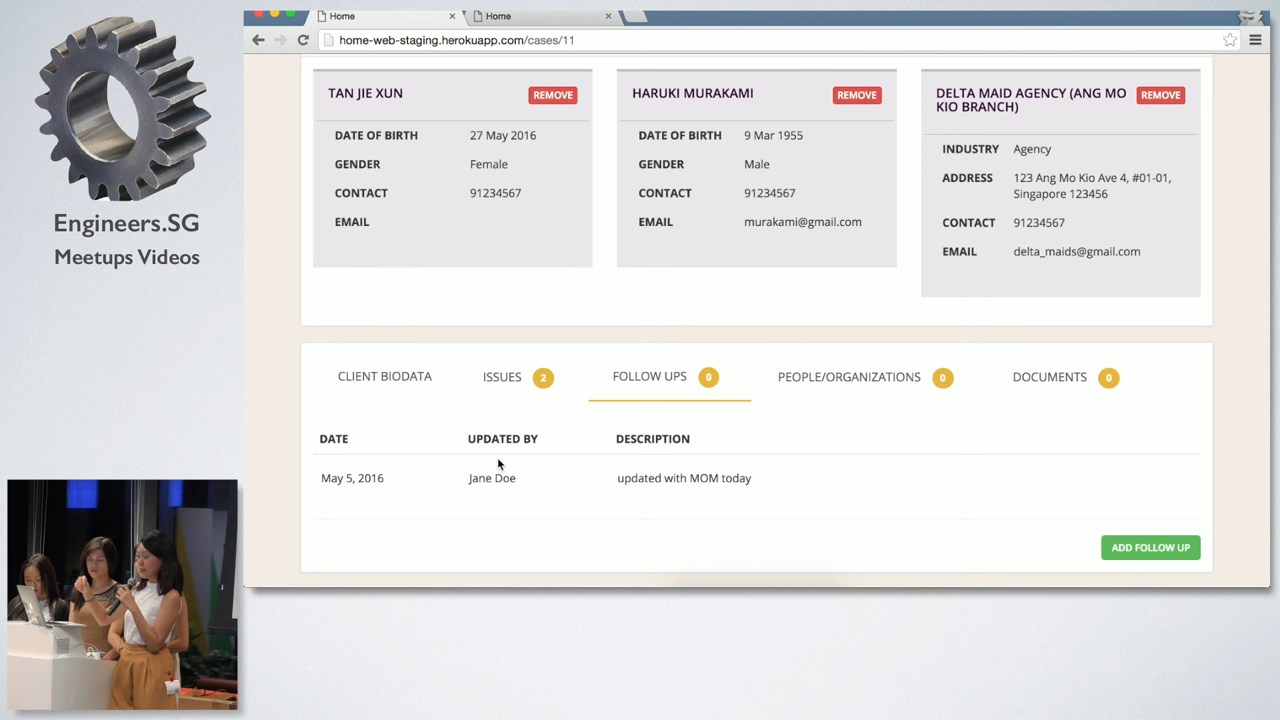 Home
Home
home-web-staging.herokuapp.com/cases/11
Engineers.SG
Meetups Videos
TAN JIE XUN
REMOVE
DATE OF BIRTH 27 May 2016
GENDER Female
CONTACT 91234567
EMAIL
HARUKI MURAKAMI
REMOVE
DATE OF BIRTH 9 Mar 1955
GENDER Male
CONTACT 91234567
EMAIL murakami@gmail.com
DELTA MAID AGENCY (ANG MO
KIO BRANCH)
REMOVE
INDUSTRY Agency
ADDRESS 123 Ang Mo Kio Ave 4, #01-01,
Singapore 123456
CONTACT 91234567
EMAIL delta_maids@gmail.com
CLIENT BIODATA ISSUES 2 FOLLOW UPS 0 PEOPLE/ORGANIZATIONS 0 DOCUMENTS 0
DATE UPDATED BY DESCRIPTION
May 5, 2016 Jane Doe updated with MOM today
ADD FOLLOW UP